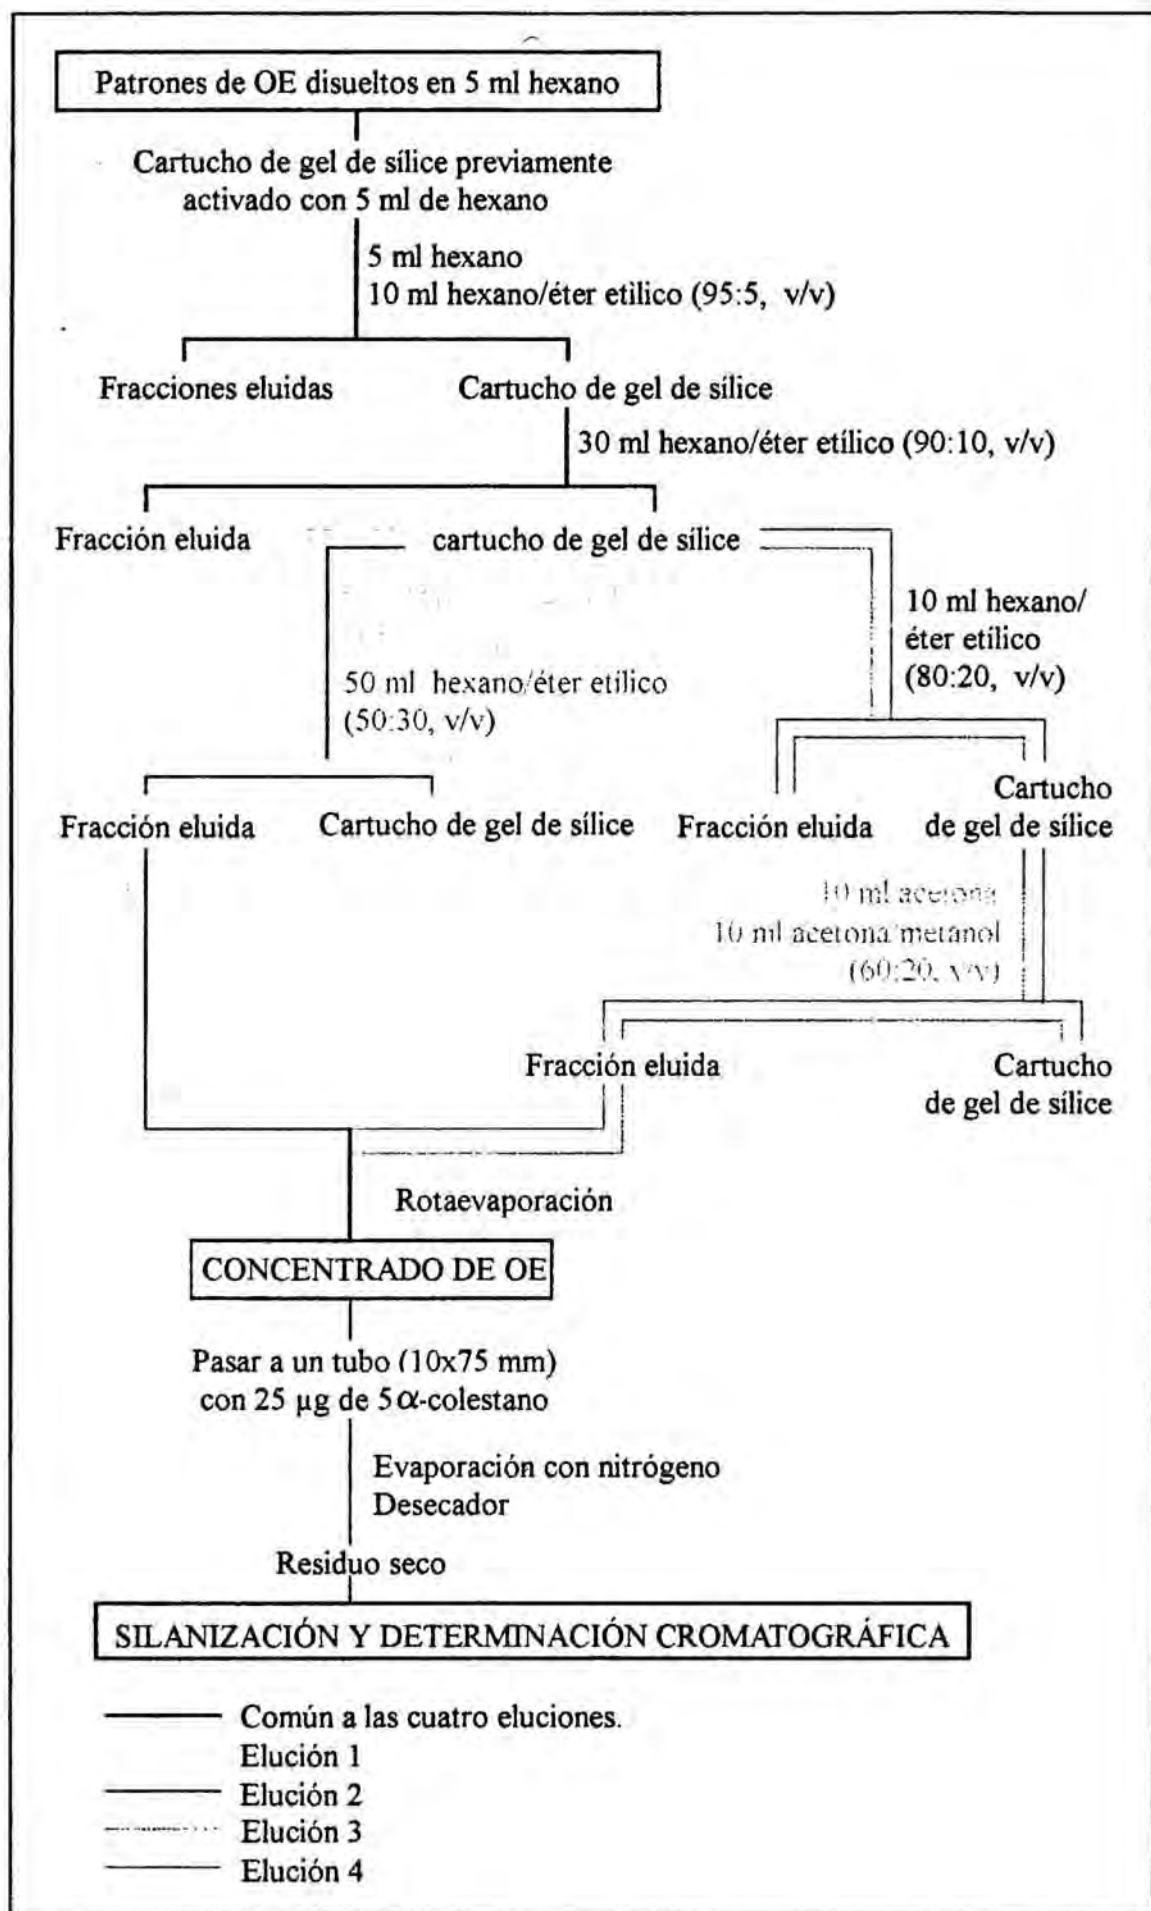 Patrones de OE disueltos en 5 ml hexano
Cartucho de gel de sílice previamente
activado con 5 ml de hexano
5 ml hexano
10 ml hexano/éter etilico (95:5, v/v)
Fracciones eluidas
Cartucho de gel de sílice
30 ml hexano/éter etílico (90:10, v/v)
Fracción eluida
cartucho de gel de sílice
10 ml hexano/
éter etílico
(80:20, v/v)
50 ml hexano/éter etílico
(50:30, v/v)
Fracción eluida
Cartucho de gel de sílice
Fracción eluida
Cartucho
de gel de sílice
10 ml acetona
10 ml acetona/metanol
(60:20, v/v)
Fracción eluida
Cartucho
de gel de sílice
Rotaevaporación
CONCENTRADO DE OE
Pasar a un tubo (10x75 mm)
con 25 µg de 5α-colestano
Evaporación con nitrógeno
Desecador
Residuo seco
SILANIZACIÓN Y DETERMINACIÓN CROMATOGRÁFICA
Común a las cuatro eluciones.
Elución 1
Elución 2
Elución 3
Elución 4